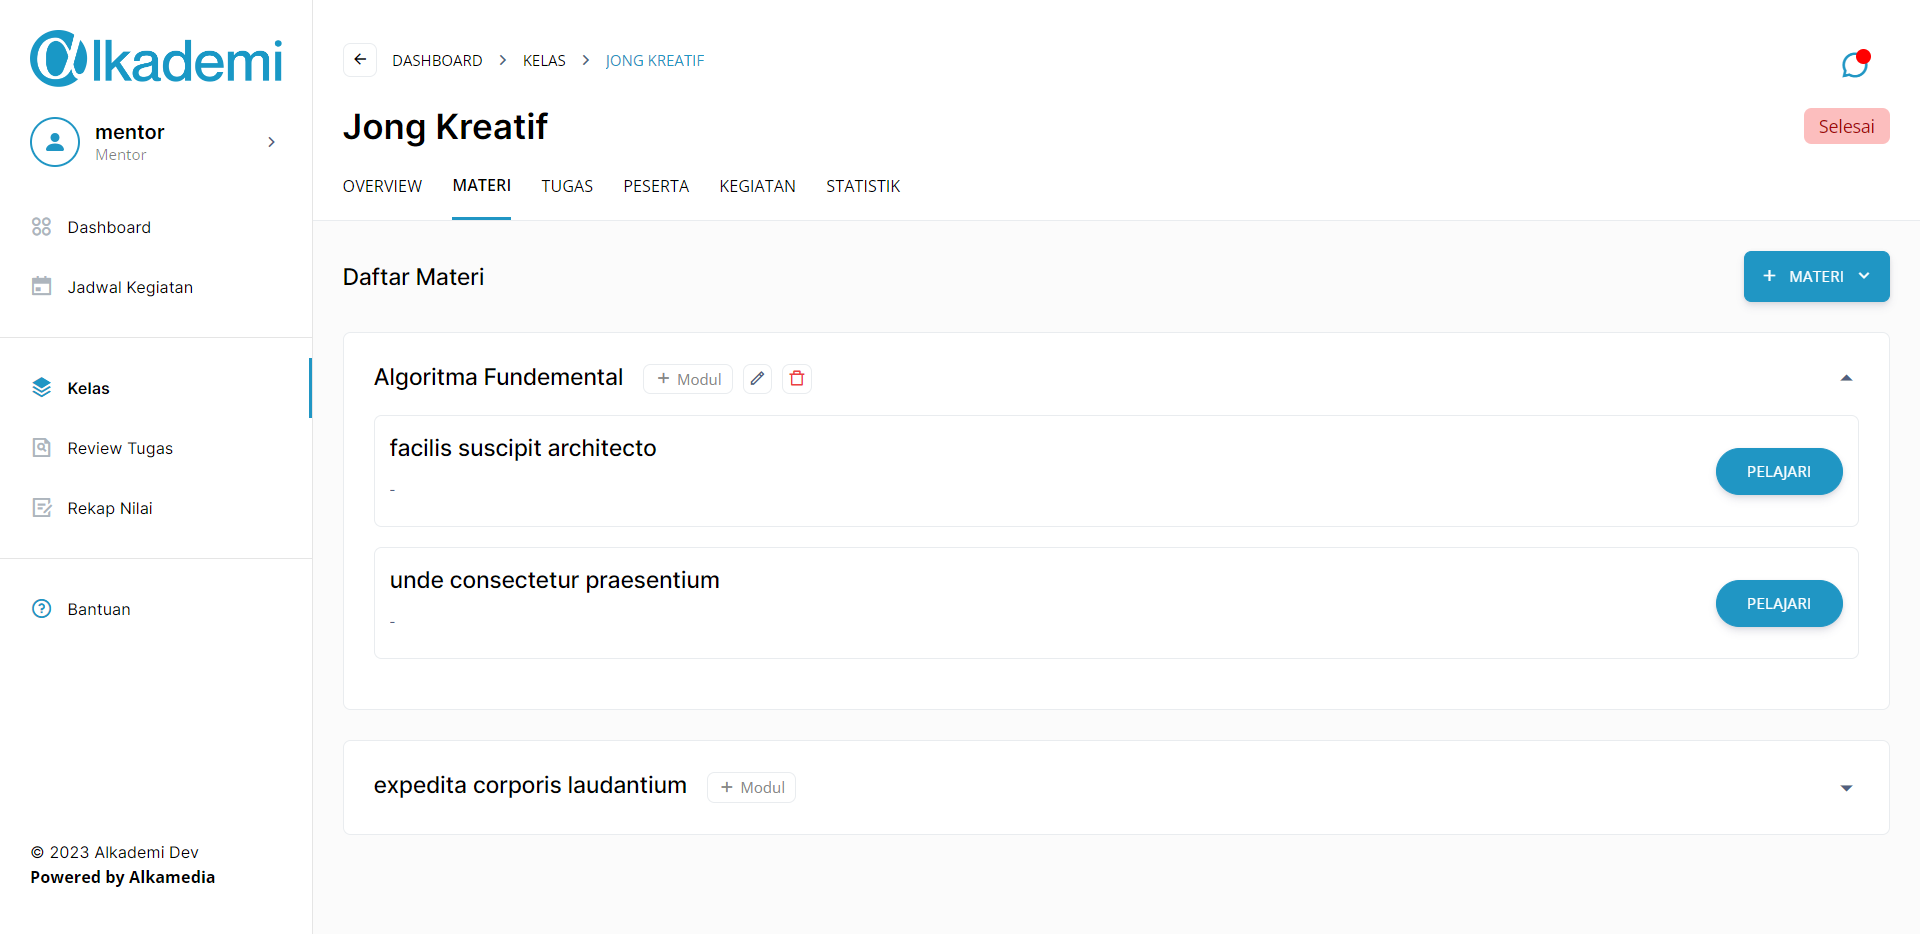 Alkademi
mentor
Mentor
Dashboard
Jadwal Kegiatan
Kelas
Review Tugas
Rekap Nilai
Bantuan
© 2023 Alkademi Dev
Powered by Alkamedia
DASHBOARD > KELAS > JONG KREATIF
Jong Kreatif
Selesai
OVERVIEW MATERI TUGAS PESERTA KEGIATAN STATISTIK
Daftar Materi
+ MATERI
Algoritma Fundemental + Modul
facilis suscipit architecto
-
PELAJARI
unde consectetur praesentium
-
PELAJARI
expedita corporis laudantium + Modul